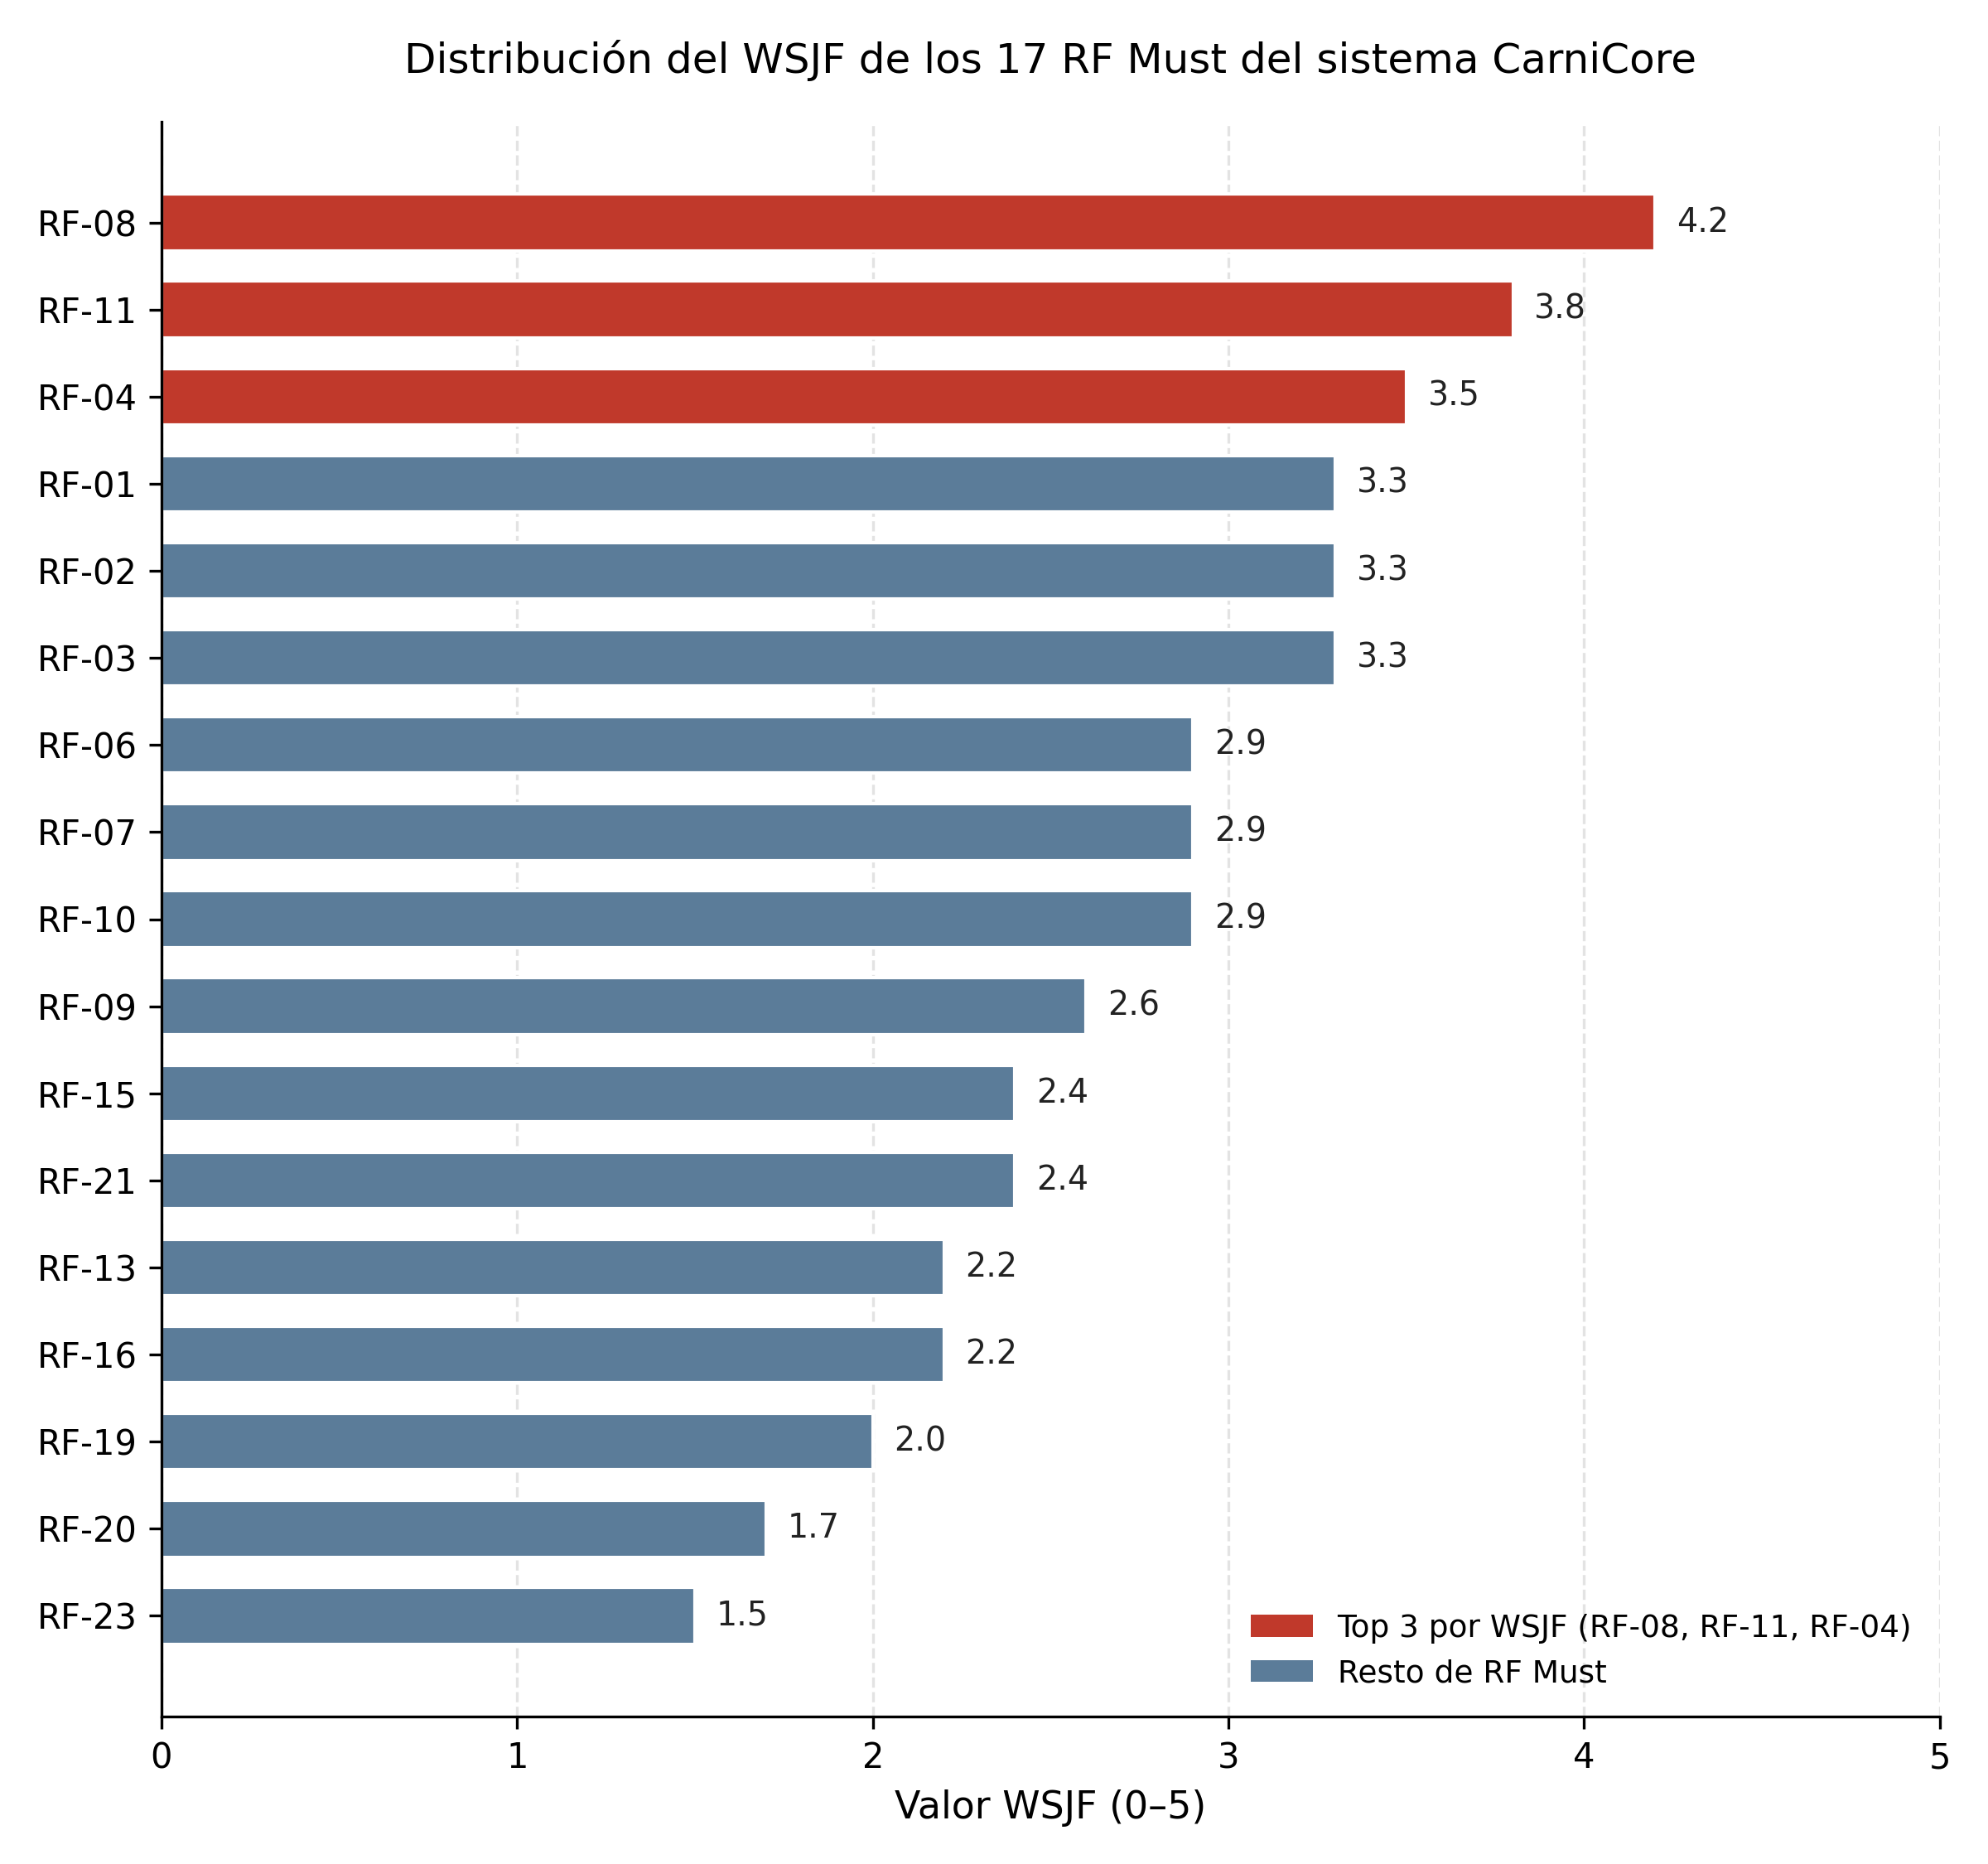 Distribución del WSJF de los 17 RF Must del sistema CarniCore
RF-08 4.2
RF-11 3.8
RF-04 3.5
RF-01 3.3
RF-02 3.3
RF-03 3.3
RF-06 2.9
RF-07 2.9
RF-10 2.9
RF-09 2.6
RF-15 2.4
RF-21 2.4
RF-13 2.2
RF-16 2.2
RF-19 2.0
RF-20 1.7
RF-23 1.5
Top 3 por WSJF (RF-08, RF-11, RF-04)
Resto de RF Must
0 1 2 3 4 5
Valor WSJF (0–5)